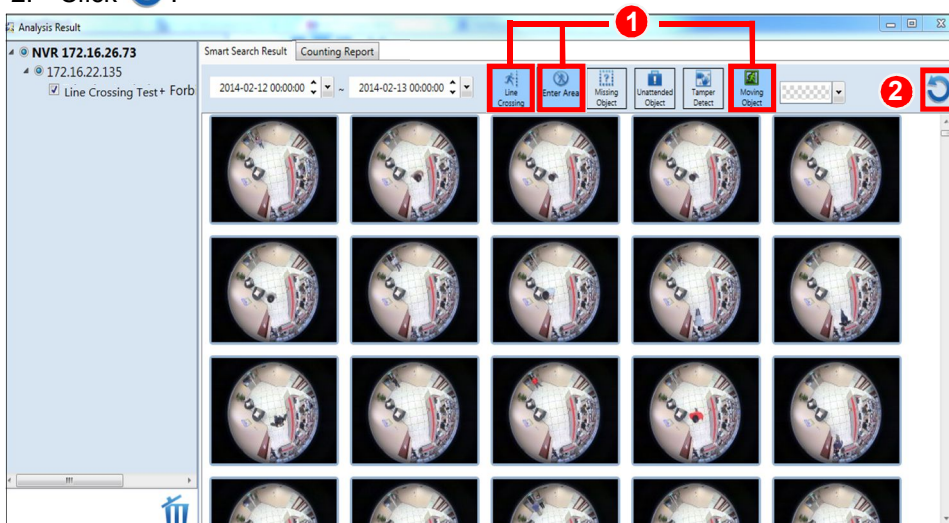 2. Click .
Analysis Result
NVR 172.16.26.73
172.16.22.135
Line Crossing Test+ Forb
Smart Search Result Counting Report
2014-02-12 00:00:00 ~ 2014-02-13 00:00:00
Line Crossing
Enter Area
Missing Object
Unattended Object
Tamper Detect
Moving Object
1
2